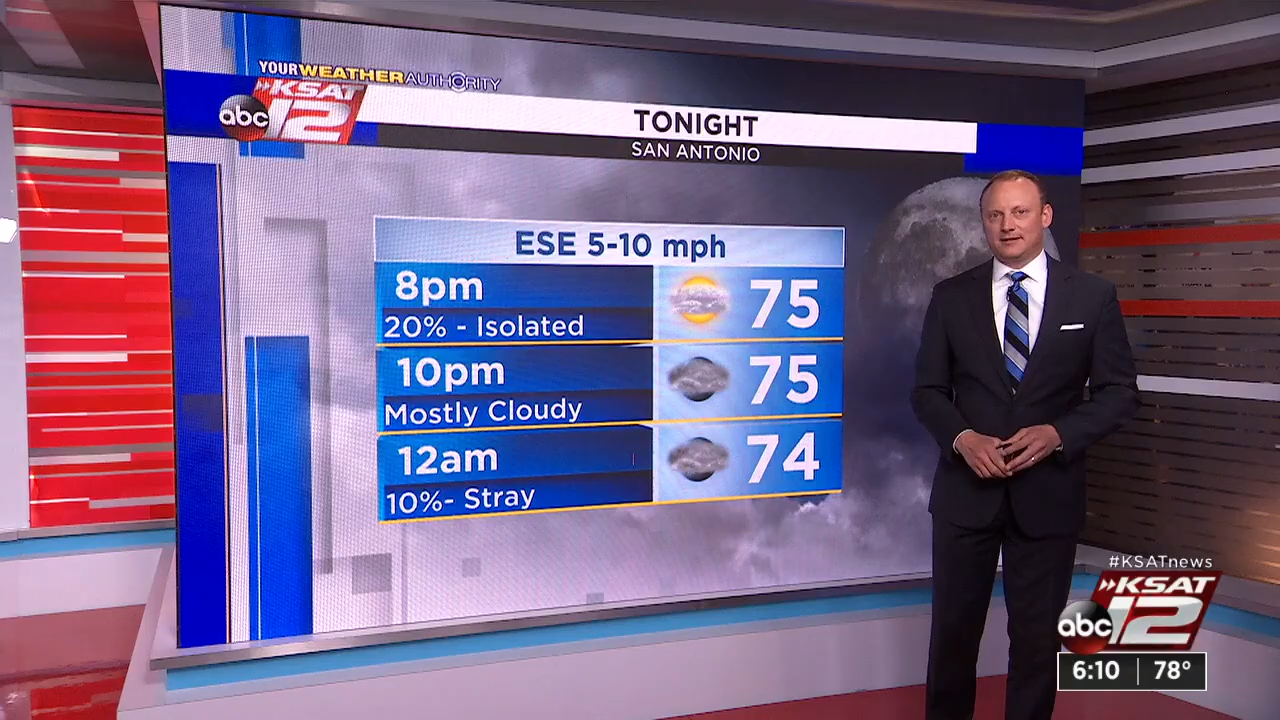 YOUR WEATHER AUTHORITY
»KSAT
abc 12
TONIGHT
SAN ANTONIO
ESE 5-10 mph
8pm 75
20% - Isolated
10pm 75
Mostly Cloudy
12am 74
10%- Stray
#KSATnews
»KSAT
abc 12
6:10 | 78°